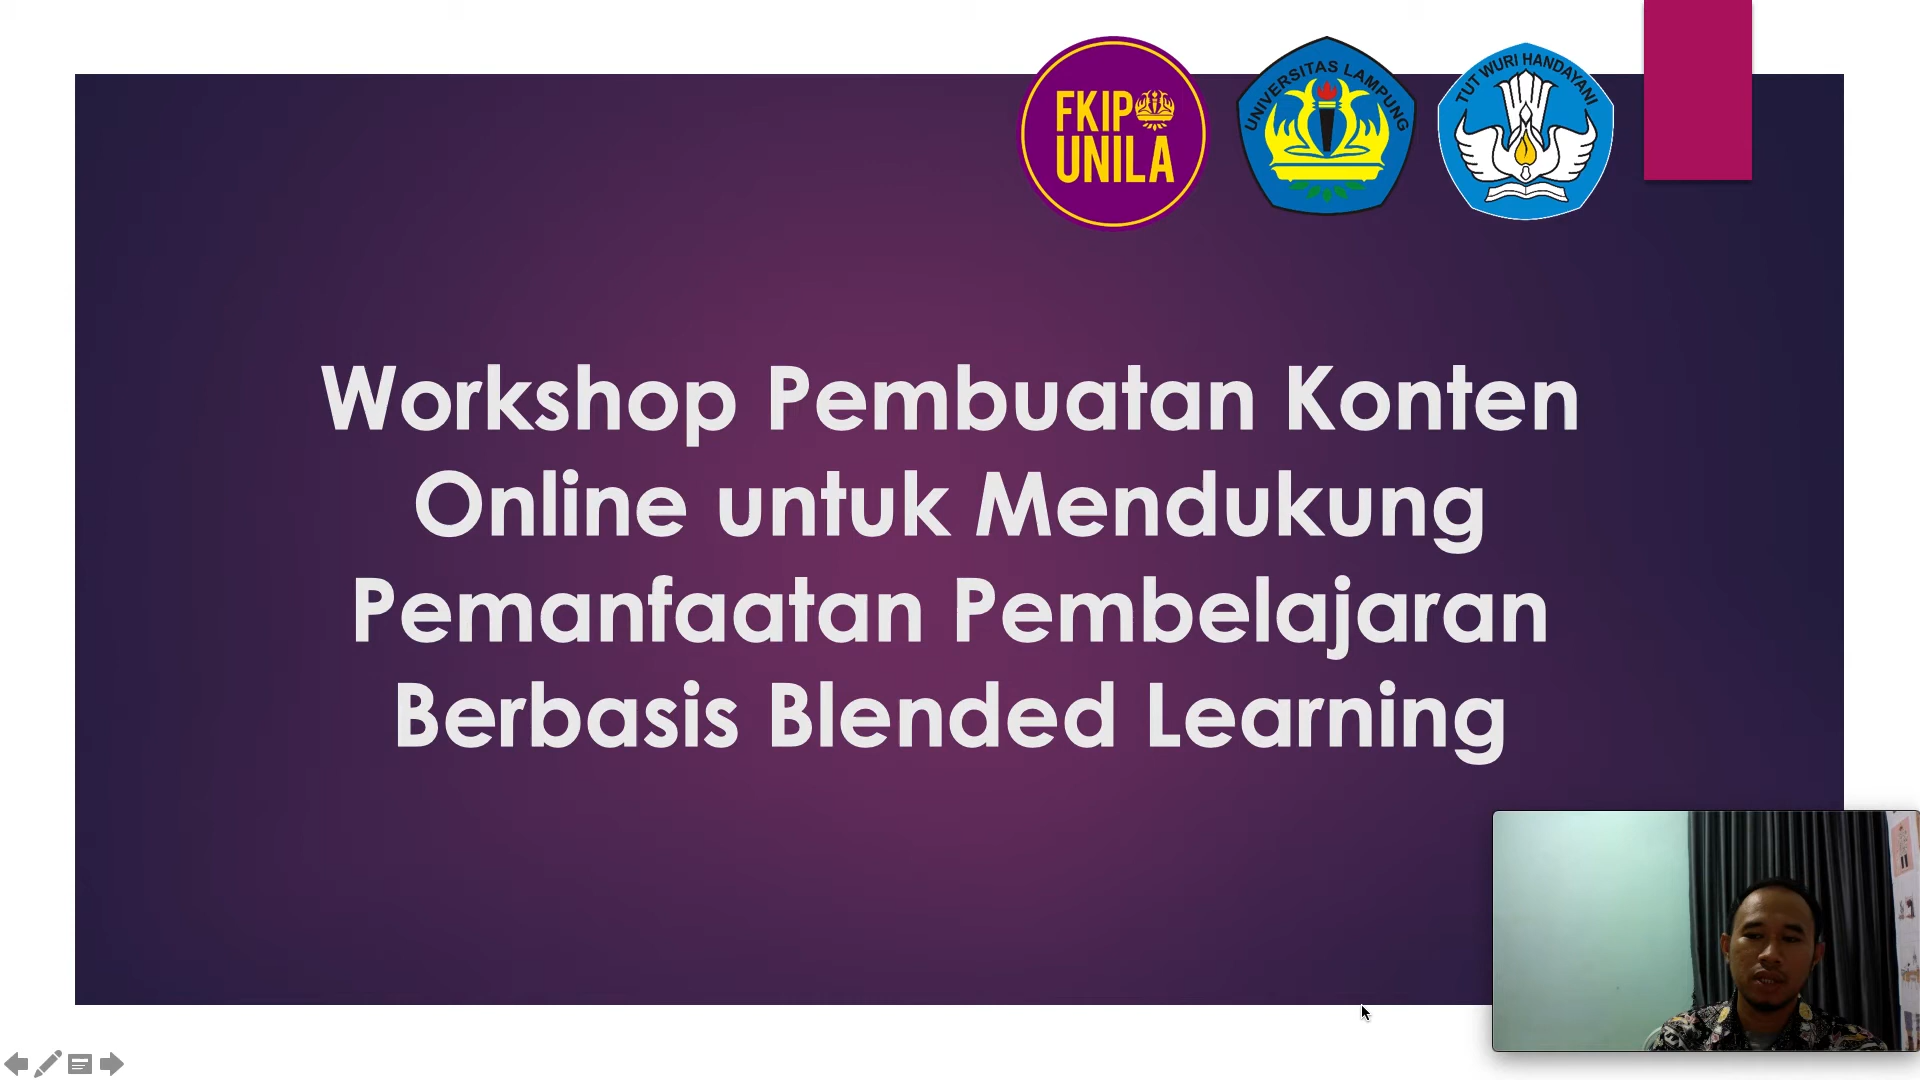 FKIP
UNILA
UNIVERSITAS LAMPUNG
TUT WURI HANDAYANI
Workshop Pembuatan Konten
Online untuk Mendukung
Pemanfaatan Pembelajaran
Berbasis Blended Learning